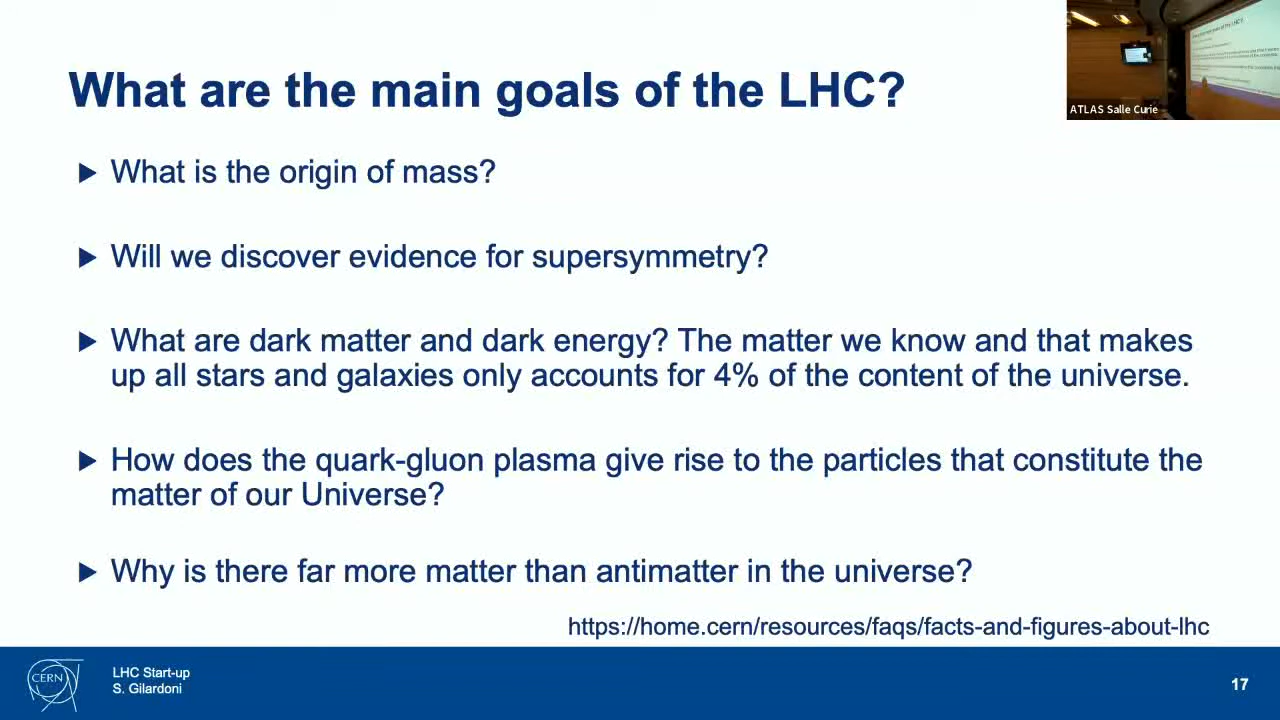 What are the main goals of the LHC?
ATLAS Salle Curie
▶ What is the origin of mass?
▶ Will we discover evidence for supersymmetry?
▶ What are dark matter and dark energy? The matter we know and that makes
up all stars and galaxies only accounts for 4% of the content of the universe.
▶ How does the quark-gluon plasma give rise to the particles that constitute the
matter of our Universe?
▶ Why is there far more matter than antimatter in the universe?
https://home.cern/resources/faqs/facts-and-figures-about-lhc
CERN
LHC Start-up
S. Gilardoni
17